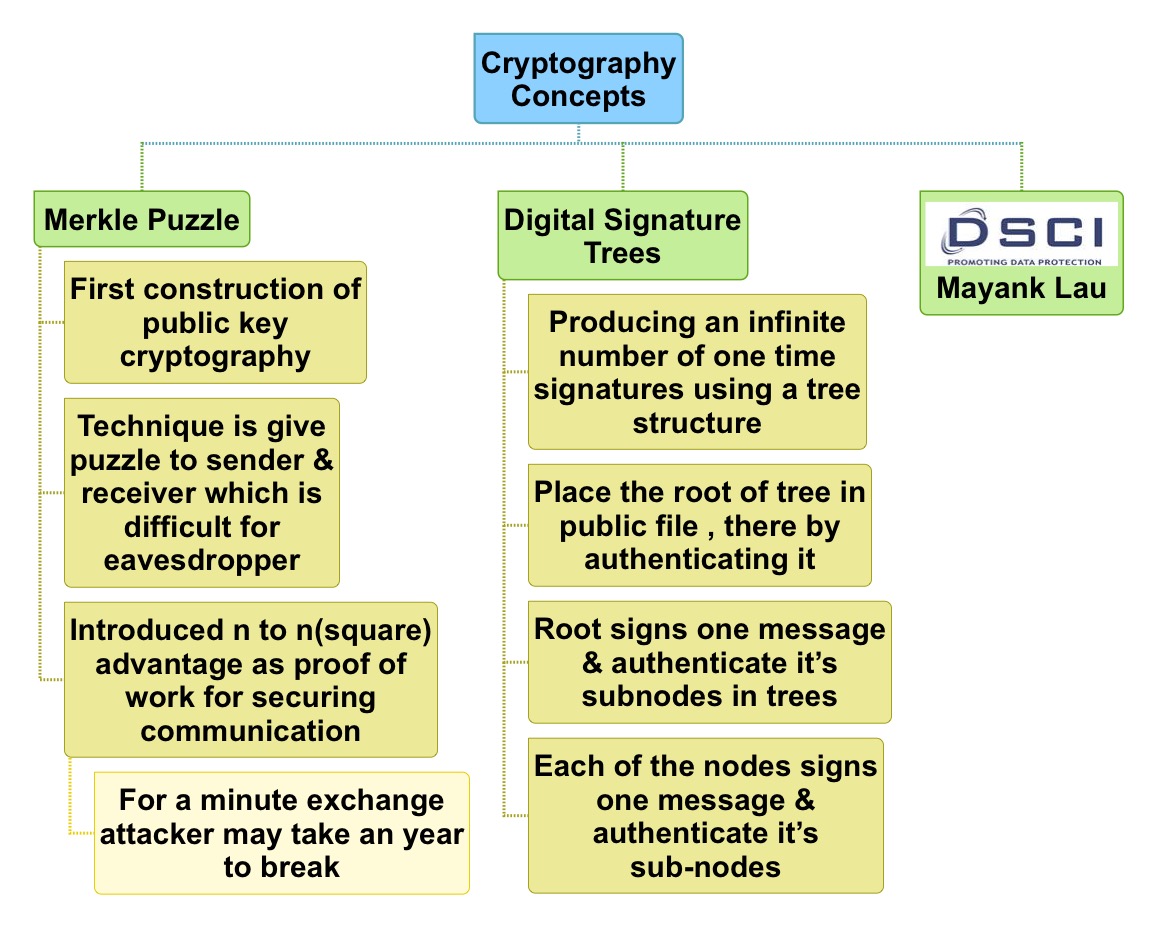 Cryptography
Concepts
Merkle Puzzle
First construction of
public key
cryptography
Technique is give
puzzle to sender &
receiver which is
difficult for
eavesdropper
Introduced n to n(square)
advantage as proof of
work for securing
communication
For a minute exchange
attacker may take an year
to break
Digital Signature
Trees
Producing an infinite
number of one time
signatures using a tree
structure
Place the root of tree in
public file , there by
authenticating it
Root signs one message
& authenticate it’s
subnodes in trees
Each of the nodes signs
one message &
authenticate it’s
sub-nodes
DSCI
PROMOTING DATA PROTECTION
Mayank Lau